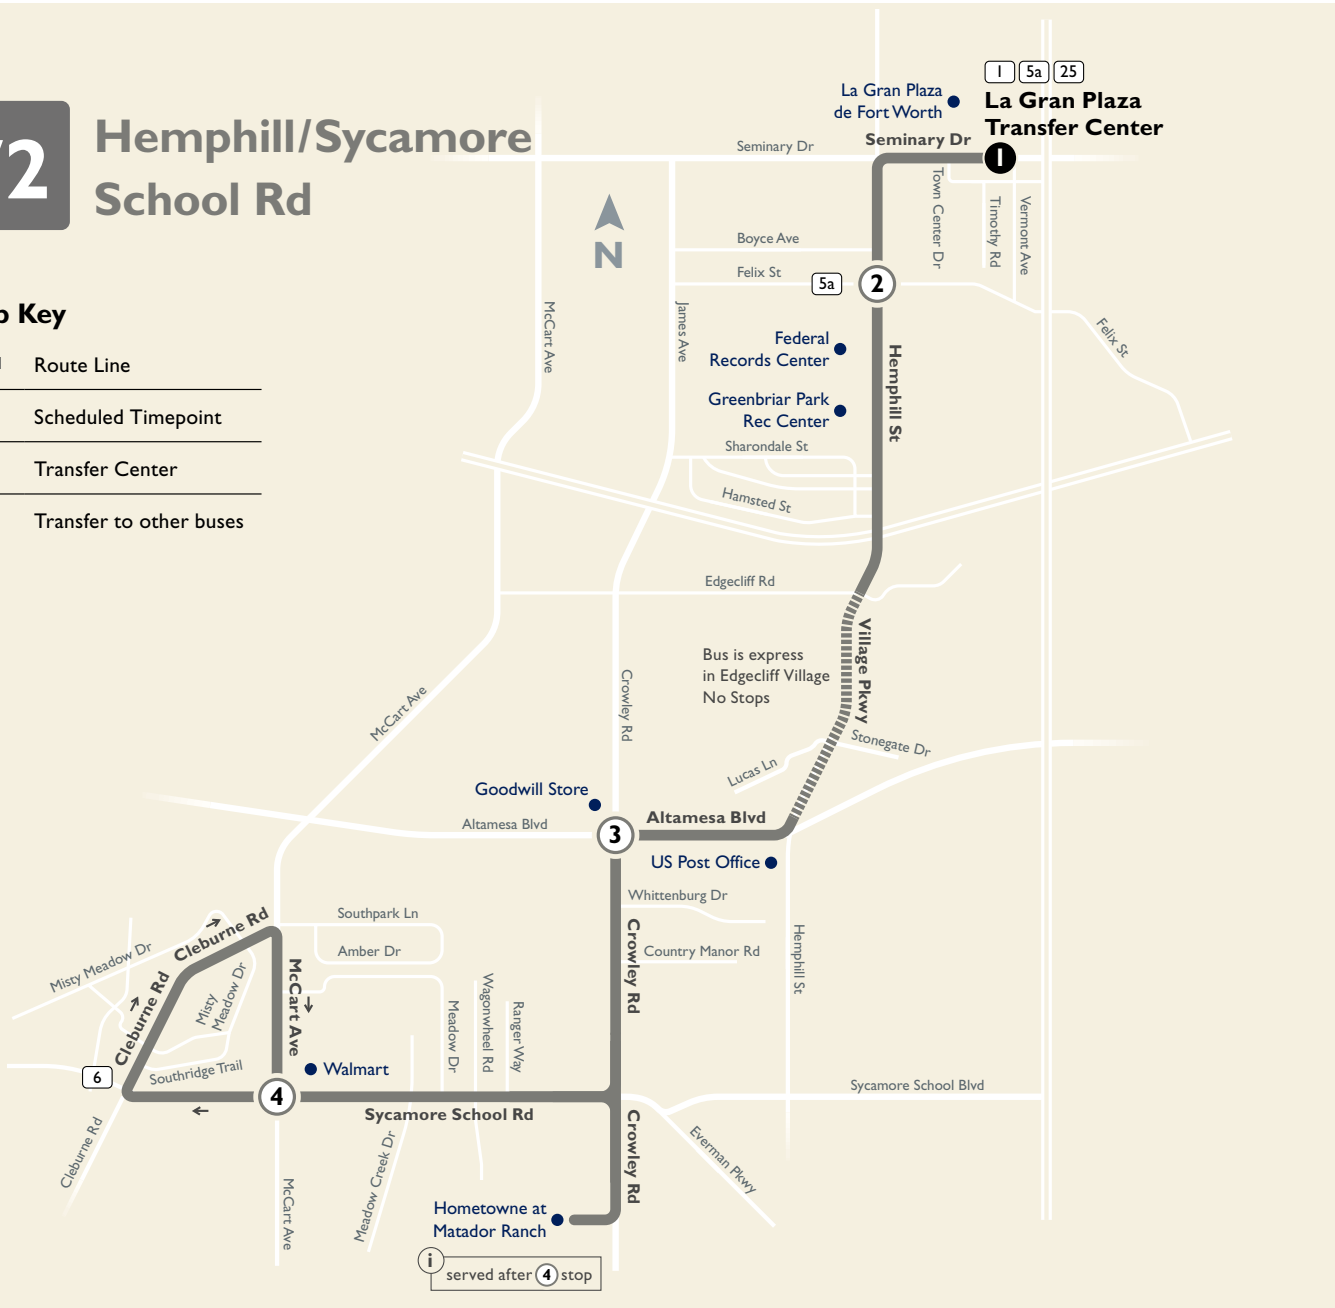 72
Hemphill/Sycamore
School Rd
p Key
Route Line
Scheduled Timepoint
Transfer Center
Transfer to other buses
N
1 5a 25
La Gran Plaza
Transfer Center
La Gran Plaza
de Fort Worth
Seminary Dr
Seminary Dr
1
Town Center Dr
Timothy Rd
Vermont Ave
Boyce Ave
Felix St
5a
2
Felix St
McCart Ave
James Ave
Federal
Records Center
Hemphill St
Greenbriar Park
Rec Center
Sharondale St
Hamsted St
Edgecliff Rd
Bus is express
in Edgecliff Village
No Stops
Village Pkwy
Crowley Rd
McCart Ave
Stonegate Dr
Lucas Ln
Goodwill Store
Altamesa Blvd
3
Altamesa Blvd
US Post Office
Whittenburg Dr
Crowley Rd
Country Manor Rd
Hemphill St
Southpark Ln
Amber Dr
Cleburne Rd
Misty Meadow Dr
Cleburne Rd
Misty
Meadow Dr
McCart Ave
Meadow Dr
Wagonwheel Rd
Ranger Way
Southridge Trail
6
Walmart
4
Sycamore School Rd
Sycamore School Blvd
Cleburne Rd
McCart Ave
Meadow Creek Dr
Crowley Rd
Everman Pkwy
Hometowne at
Matador Ranch
i
served after 4 stop